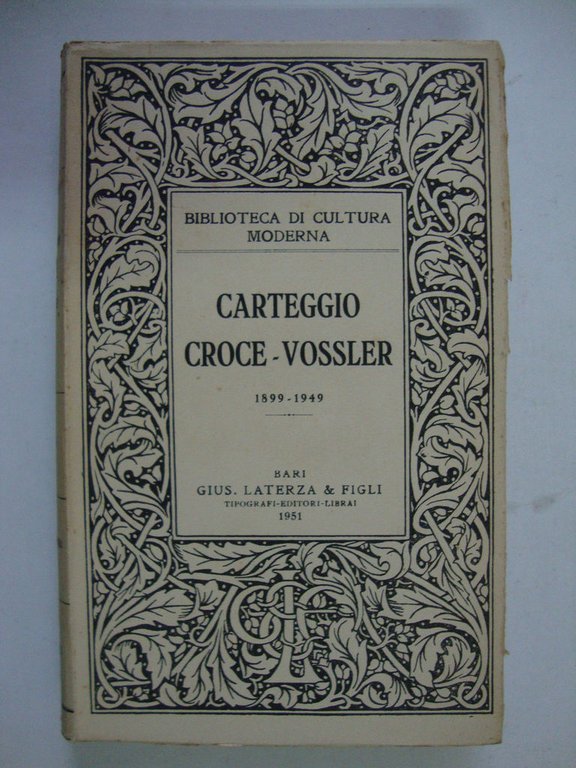 BIBLIOTECA DI CULTURA
MODERNA
CARTEGGIO
CROCE - VOSSLER
1899 - 1949
BARI
GIUS. LATERZA & FIGLI
TIPOGRAFI-EDITORI-LIBRAI
1951